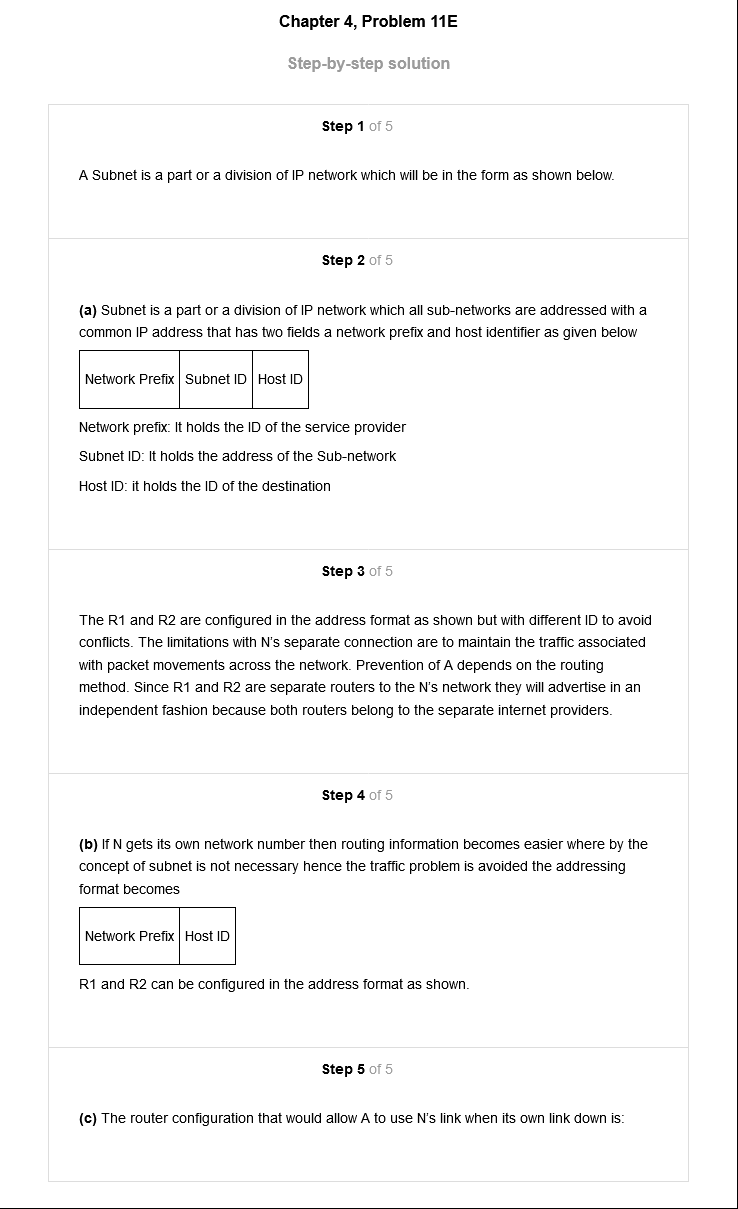 Chapter 4, Problem 11E
Step-by-step solution
Step 1 of 5
A Subnet is a part or a division of IP network which will be in the form as shown below.
Step 2 of 5
(a) Subnet is a part or a division of IP network which all sub-networks are addressed with a
common IP address that has two fields a network prefix and host identifier as given below
Network Prefix Subnet ID Host ID
Network prefix: It holds the ID of the service provider
Subnet ID: It holds the address of the Sub-network
Host ID: it holds the ID of the destination
Step 3 of 5
The R1 and R2 are configured in the address format as shown but with different ID to avoid
conflicts. The limitations with N's separate connection are to maintain the traffic associated
with packet movements across the network. Prevention of A depends on the routing
method. Since R1 and R2 are separate routers to the N's network they will advertise in an
independent fashion because both routers belong to the separate internet providers.
Step 4 of 5
(b) If N gets its own network number then routing information becomes easier where by the
concept of subnet is not necessary hence the traffic problem is avoided the addressing
format becomes
Network Prefix Host ID
R1 and R2 can be configured in the address format as shown.
Step 5 of 5
(c) The router configuration that would allow A to use N's link when its own link down is: